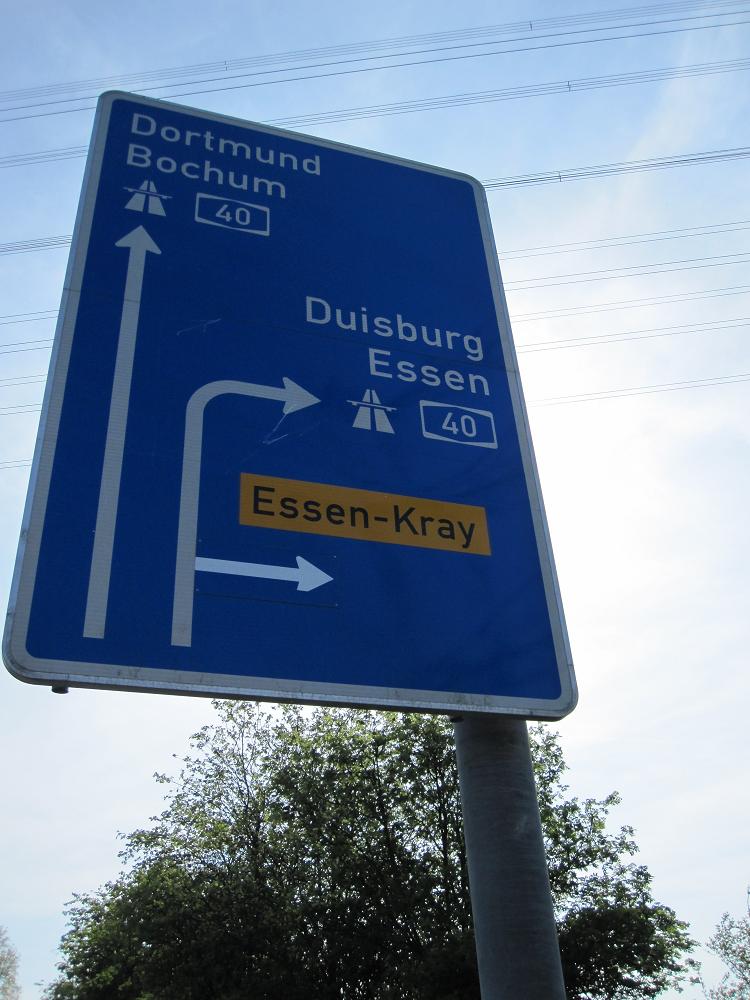 Dortmund
Bochum
40
Duisburg
Essen
40
Essen-Kray